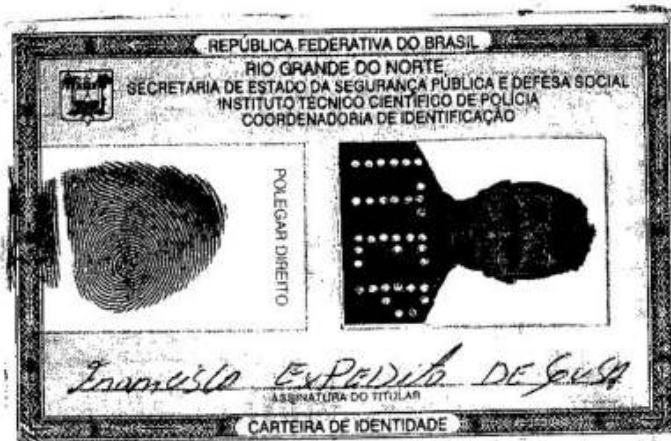 REPÚBLICA FEDERATIVA DO BRASIL
RIO GRANDE DO NORTE
SECRETARIA DE ESTADO DA SEGURANÇA PÚBLICA E DEFESA SOCIAL
INSTITUTO TÉCNICO CIENTÍFICO DE POLÍCIA
COORDENADORIA DE IDENTIFICAÇÃO
POLEGAR DIREITO
Francisco Expedito DE Sousa
ASSINATURA DO TITULAR
CARTEIRA DE IDENTIDADE